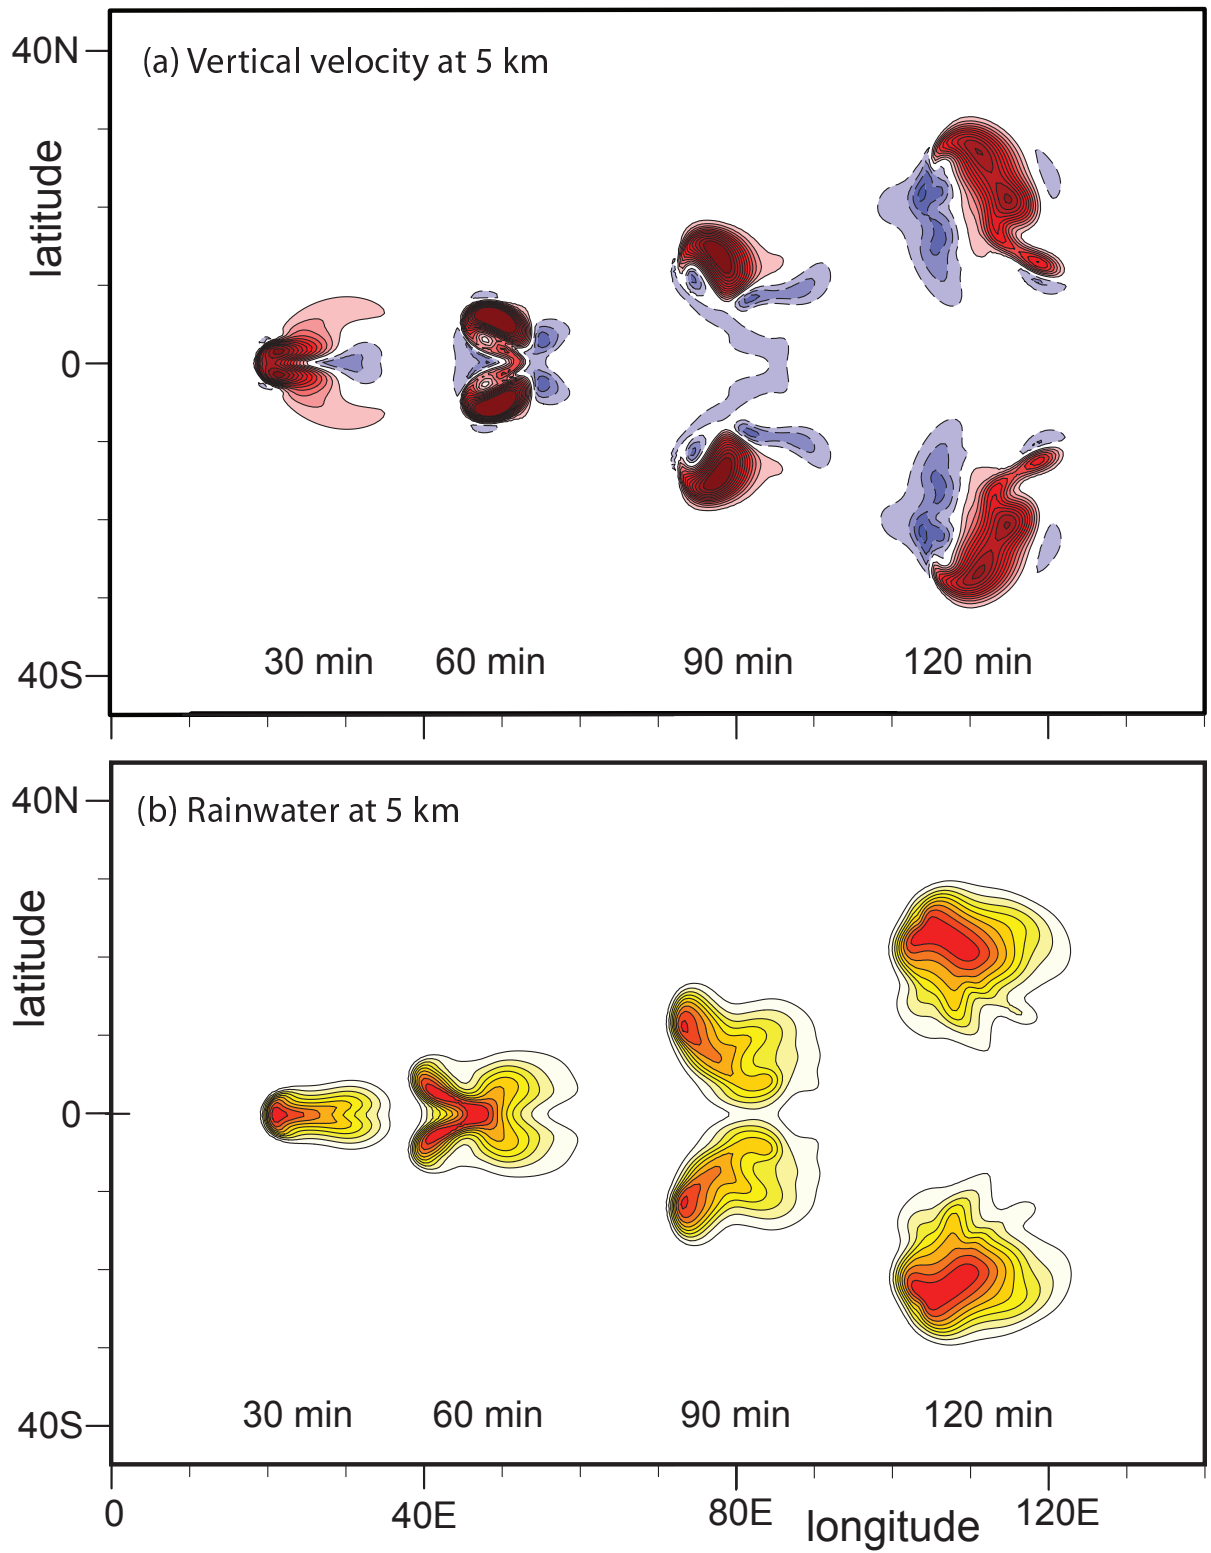 (a) Vertical velocity at 5 km
40N
latitude
0
40S
30 min 60 min 90 min 120 min
(b) Rainwater at 5 km
40N
latitude
0
40S
30 min 60 min 90 min 120 min
0 40E 80E 120E
longitude